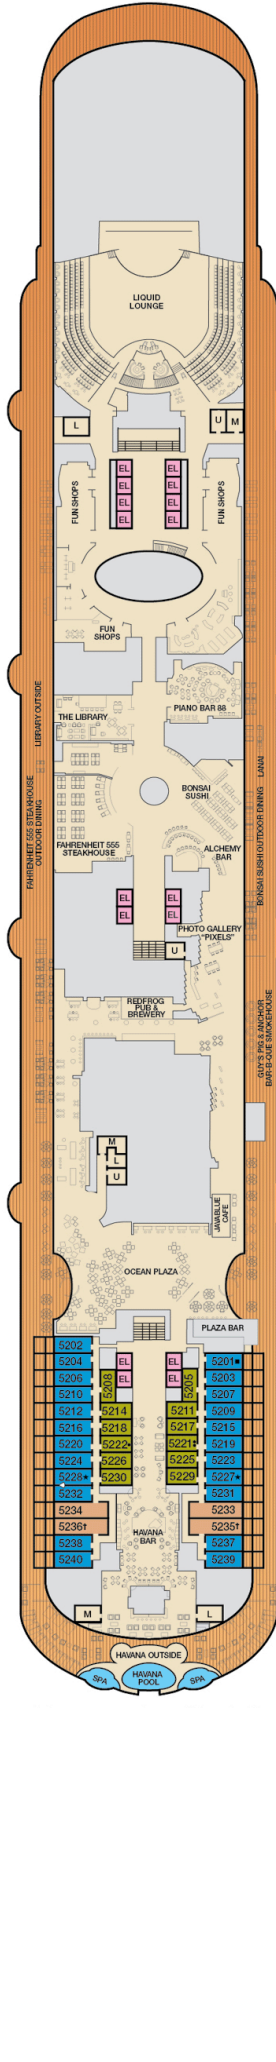 LIQUID
LOUNGE
L
U M
EL EL
EL EL
EL EL
EL EL
FUN SHOPS
FUN SHOPS
FUN
SHOPS
PIANO BAR 88
THE LIBRARY
LIBRARY OUTSIDE
LANAI
BONSAI
SUSHI
FAHRENHEIT 555 STEAKHOUSE
OUTDOOR DINING
BONSAI SUSHI OUTDOOR DINING
FAHRENHEIT 555
STEAKHOUSE
ALCHEMY
BAR
EL EL
EL EL
PHOTO GALLERY
"PIXELS"
U
REDFROG
PUB &
BREWERY
GUY'S PIG & ANCHOR
BAR-B-QUE SMOKEHOUSE
M
L
U
JAVABLUE
CAFE
OCEAN PLAZA
PLAZA BAR
5202
5204 EL EL 5201■
5206 5208 EL EL 5205 5203
5210 5207
5212 5214 5211 5209
5216 5218 5217 5215
5220 5222• 5221‡ 5219
5224 5226 5225 5223
5228★ 5230 5229 5227★
5232 5231
5234 5233
5236† 5235†
5238 5237
5240 5239
HAVANA
BAR
M L
HAVANA OUTSIDE
SPA
HAVANA
POOL
SPA